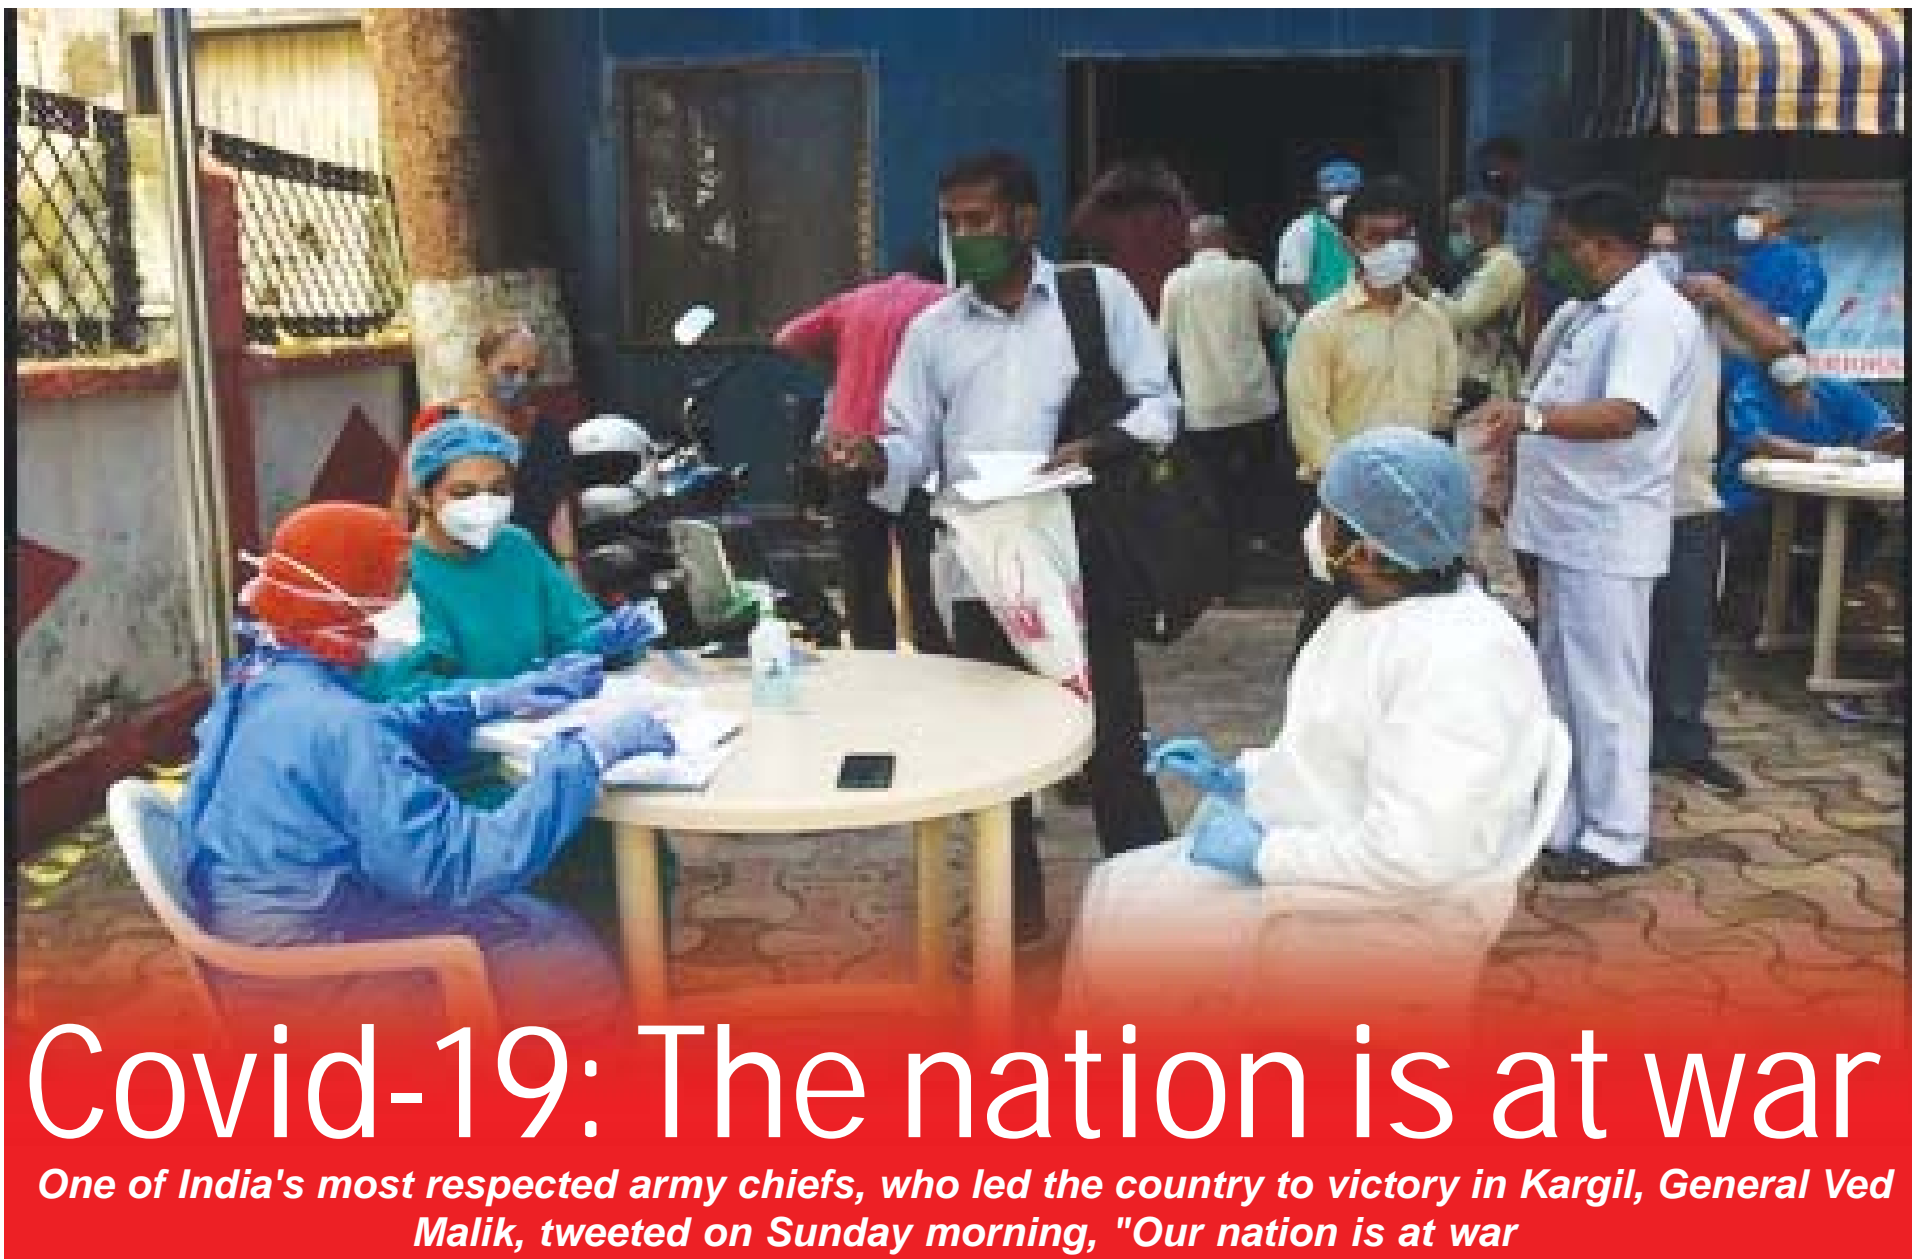 Covid-19: The nation is at war
One of India's most respected army chiefs, who led the country to victory in Kargil, General Ved
Malik, tweeted on Sunday morning, "Our nation is at war